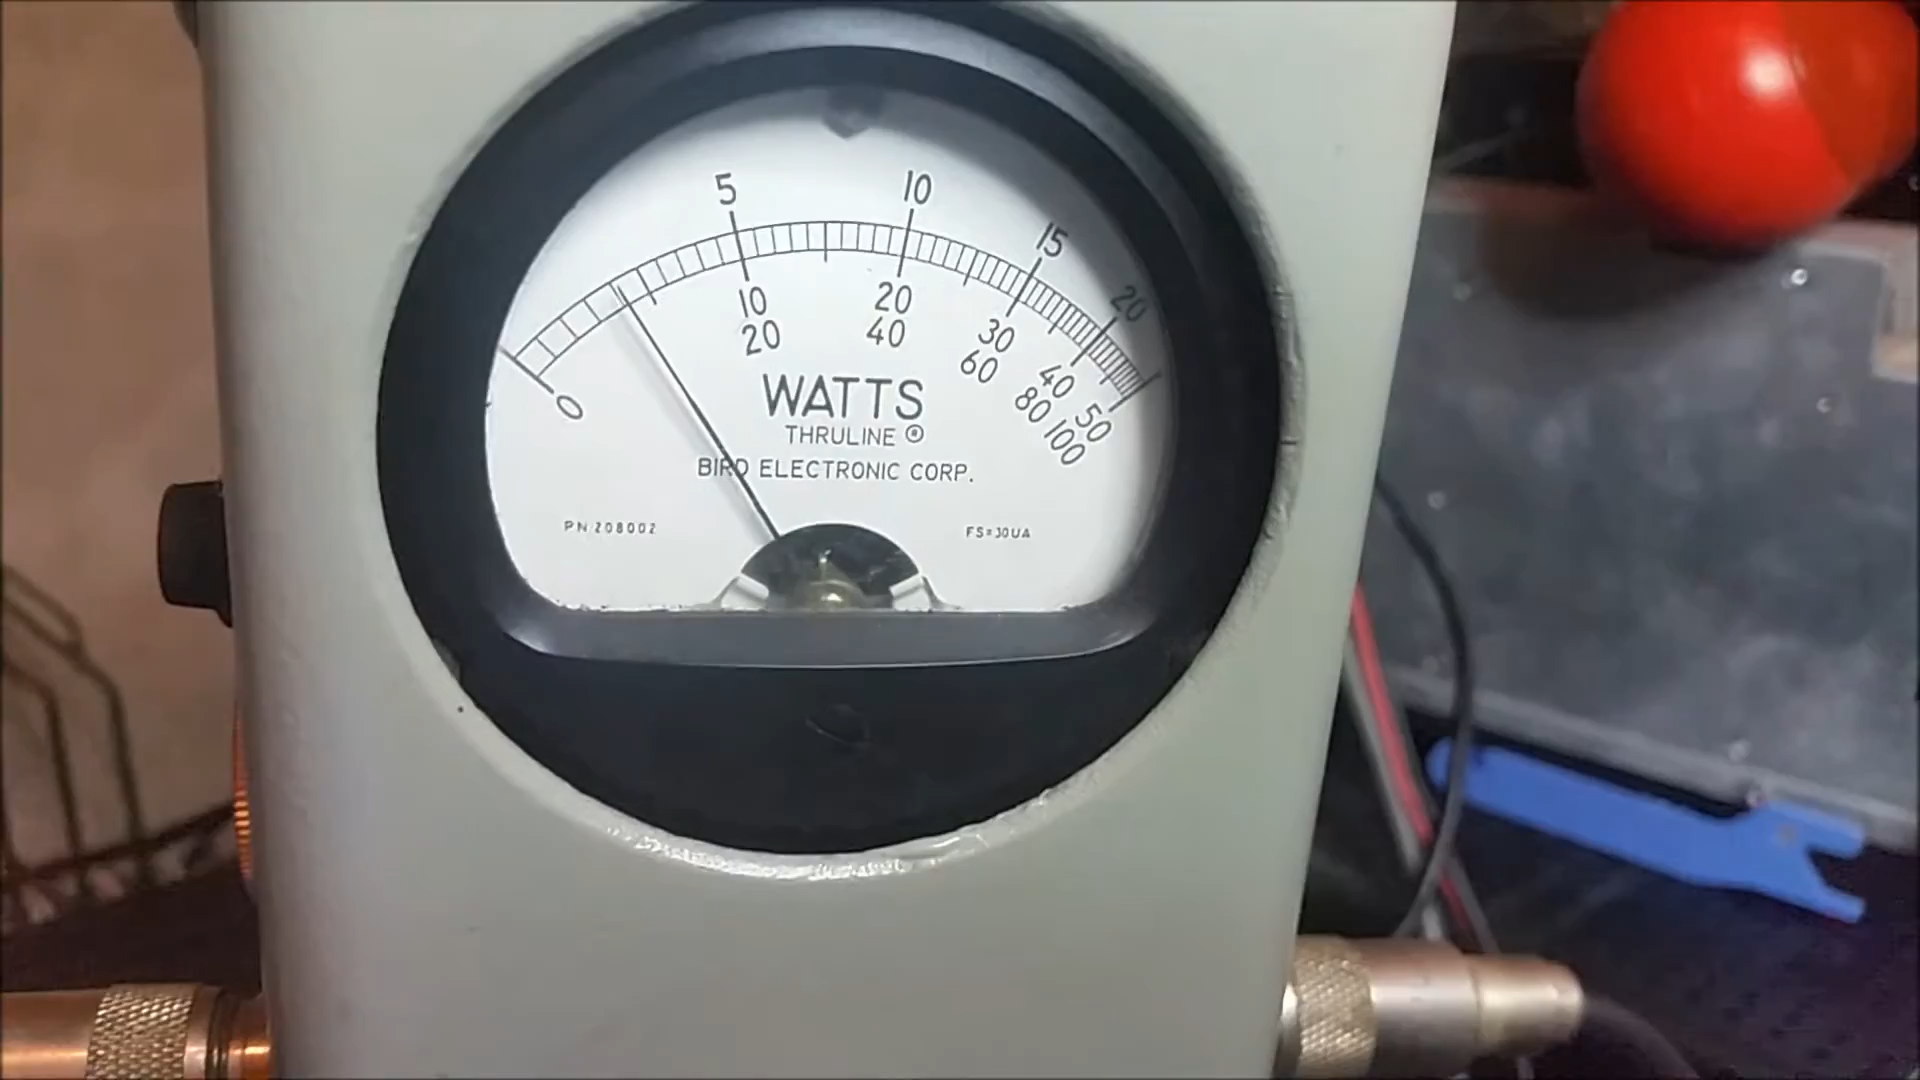 5 10 15 20
0 10 20 30 40 50
20 40 60 80 100
WATTS
THRULINE ®
BIRD ELECTRONIC CORP.
PN 208002 FS=30UA